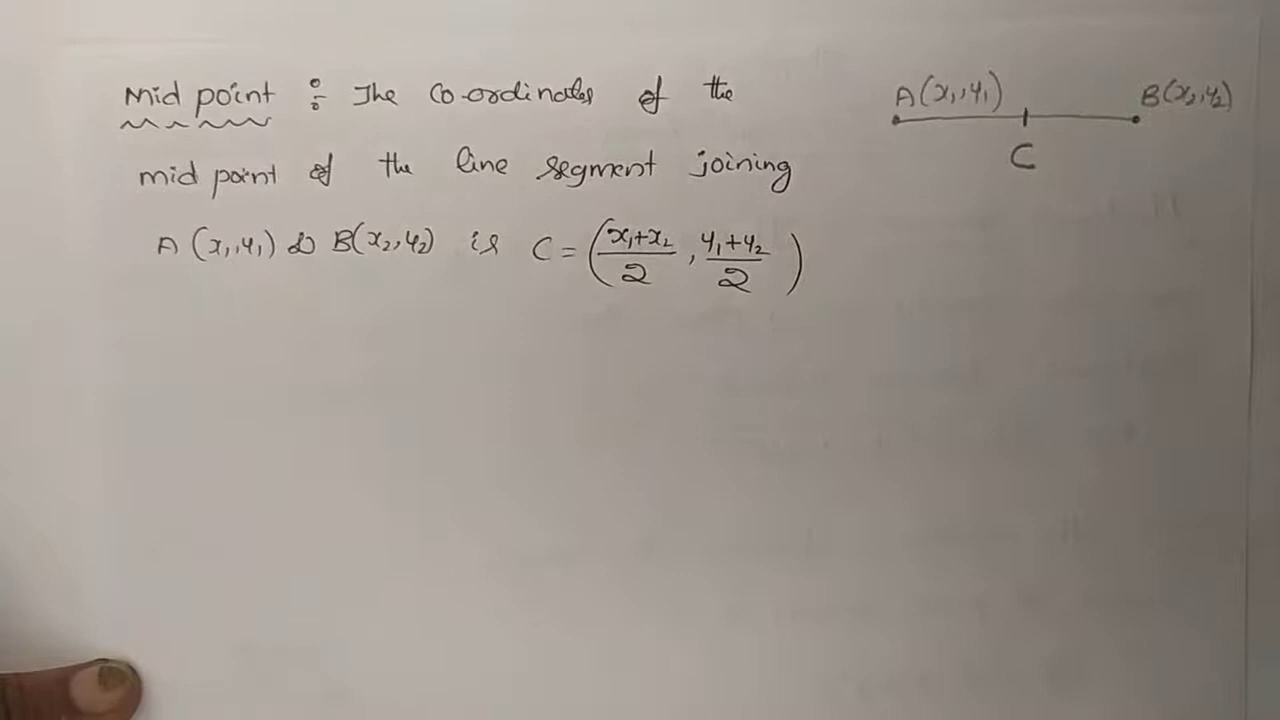 Mid point : The Co-ordinates of the
mid point of the line segment joining
A (x₁,y₁) & B(x₂,y₂) is C = (x₁+x₂/2 , y₁+y₂/2)
A(x₁,y₁) B(x₂,y₂)
C